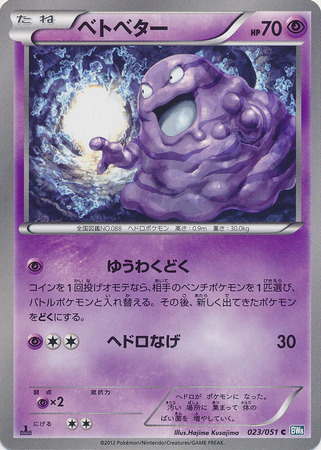 たね
ベトベター
HP70
全国図鑑NO.088 ヘドロポケモン 高さ：0.9m 重さ：30.0kg
ゆうわくどく
コインを1回投げオモテなら、相手のベンチポケモンを1匹選び、
バトルポケモンと入れ替える。その後、新しく出てきたポケモン
をどくにする。
ヘドロなげ 30
弱点 ×2
抵抗力
にげる
ヘドロが ポケモンになった。
汚い 場所に 集まって 体の
ばい菌を 増やしていく。
Illus.Hajime Kusajima
023/051 C
©2012 Pokémon/Nintendo/Creatures/GAME FREAK.